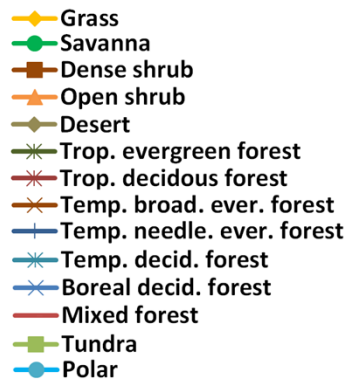 Grass
Savanna
Dense shrub
Open shrub
Desert
Trop. evergreen forest
Trop. decidous forest
Temp. broad. ever. forest
Temp. needle. ever. forest
Temp. decid. forest
Boreal decid. forest
Mixed forest
Tundra
Polar